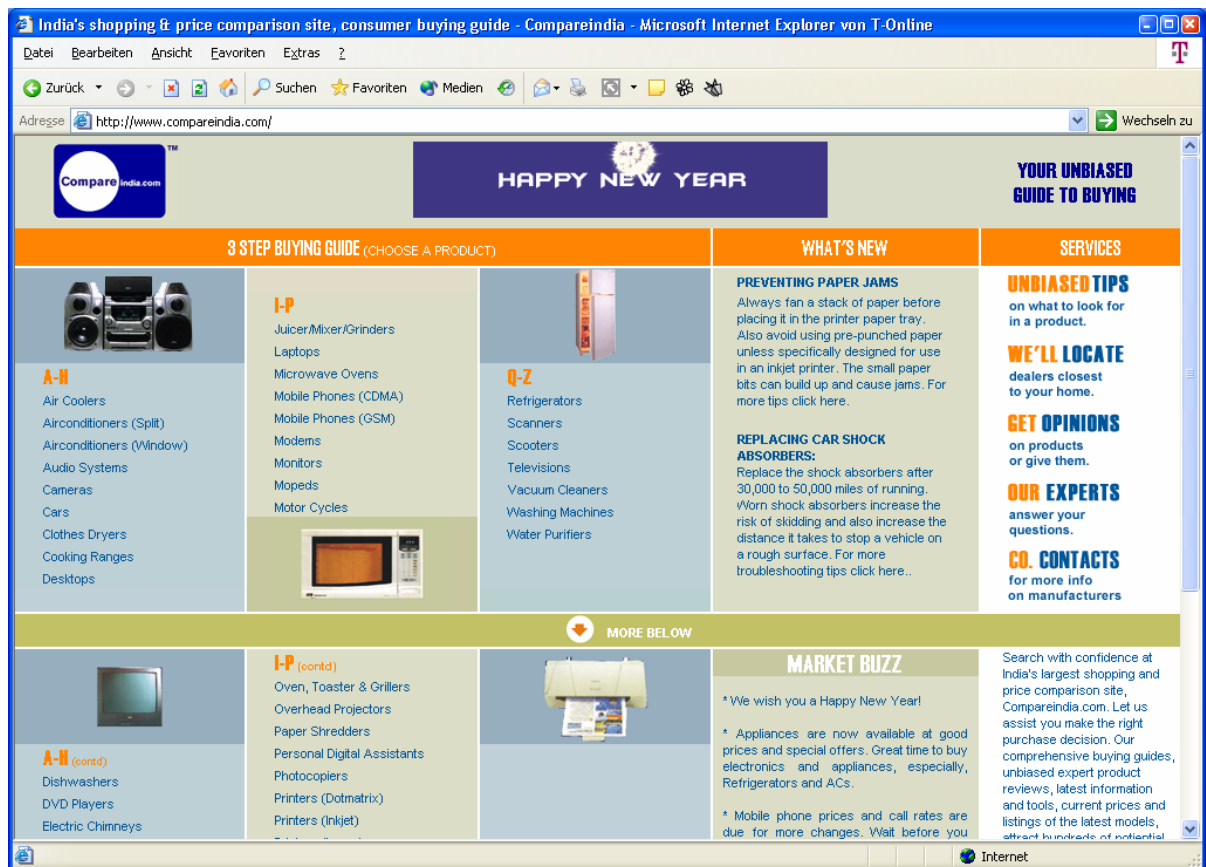 India's shopping & price comparison site, consumer buying guide - Compareindia - Microsoft Internet Explorer von T-Online
Datei Bearbeiten Ansicht Favoriten Extras ?
T
Zurück Suchen Favoriten Medien
Adresse http://www.compareindia.com/ Wechseln zu
Compare india.com TM
HAPPY NEW YEAR
YOUR UNBIASED
GUIDE TO BUYING
3 STEP BUYING GUIDE (CHOOSE A PRODUCT)
WHAT'S NEW
SERVICES
A-H
Air Coolers
Airconditioners (Split)
Airconditioners (Window)
Audio Systems
Cameras
Cars
Clothes Dryers
Cooking Ranges
Desktops
I-P
Juicer/Mixer/Grinders
Laptops
Microwave Ovens
Mobile Phones (CDMA)
Mobile Phones (GSM)
Modems
Monitors
Mopeds
Motor Cycles
Q-Z
Refrigerators
Scanners
Scooters
Televisions
Vacuum Cleaners
Washing Machines
Water Purifiers
PREVENTING PAPER JAMS
Always fan a stack of paper before
placing it in the printer paper tray.
Also avoid using pre-punched paper
unless specifically designed for use
in an inkjet printer. The small paper
bits can build up and cause jams. For
more tips click here.
REPLACING CAR SHOCK
ABSORBERS:
Replace the shock absorbers after
30,000 to 50,000 miles of running.
Worn shock absorbers increase the
risk of skidding and also increase the
distance it takes to stop a vehicle on
a rough surface. For more
troubleshooting tips click here..
UNBIASED TIPS
on what to look for
in a product.
WE'LL LOCATE
dealers closest
to your home.
GET OPINIONS
on products
or give them.
OUR EXPERTS
answer your
questions.
CO. CONTACTS
for more info
on manufacturers
MORE BELOW
A-H (contd)
Dishwashers
DVD Players
Electric Chimneys
I-P (contd)
Oven, Toaster & Grillers
Overhead Projectors
Paper Shredders
Personal Digital Assistants
Photocopiers
Printers (Dotmatrix)
Printers (Inkjet)
MARKET BUZZ
* We wish you a Happy New Year!
* Appliances are now available at good
prices and special offers. Great time to buy
electronics and appliances, especially,
Refrigerators and ACs.
* Mobile phone prices and call rates are
due for more changes. Wait before you
Search with confidence at
India's largest shopping and
price comparison site,
Compareindia.com. Let us
assist you make the right
purchase decision. Our
comprehensive buying guides,
unbiased expert product
reviews, latest information
and tools, current prices and
listings of the latest models,
attract hundreds of potential
Internet